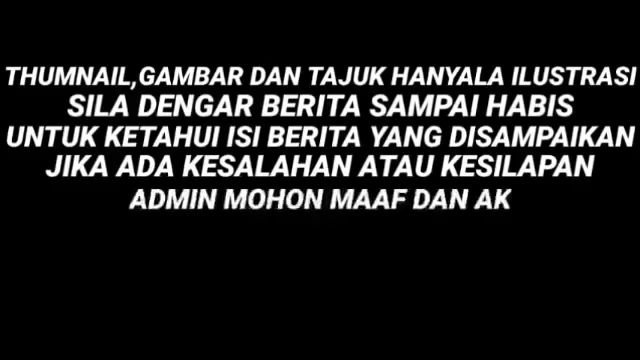 THUMNAIL,GAMBAR DAN TAJUK HANYALA ILUSTRASI
SILA DENGAR BERITA SAMPAI HABIS
UNTUK KETAHUI ISI BERITA YANG DISAMPAIKAN
JIKA ADA KESALAHAN ATAU KESILAPAN
ADMIN MOHON MAAF DAN AK